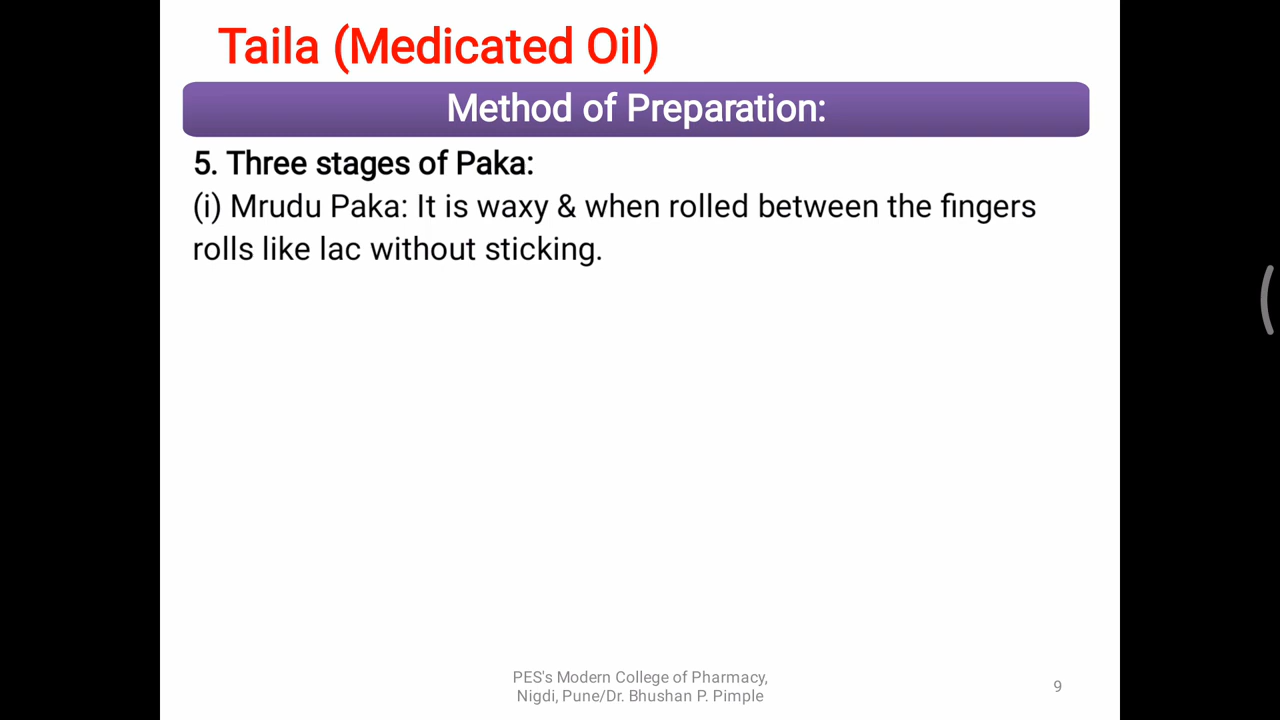 Taila (Medicated Oil)
Method of Preparation:
5. Three stages of Paka:
(i) Mrudu Paka: It is waxy & when rolled between the fingers
rolls like lac without sticking.
PES's Modern College of Pharmacy,
Nigdi, Pune/Dr. Bhushan P. Pimple
9